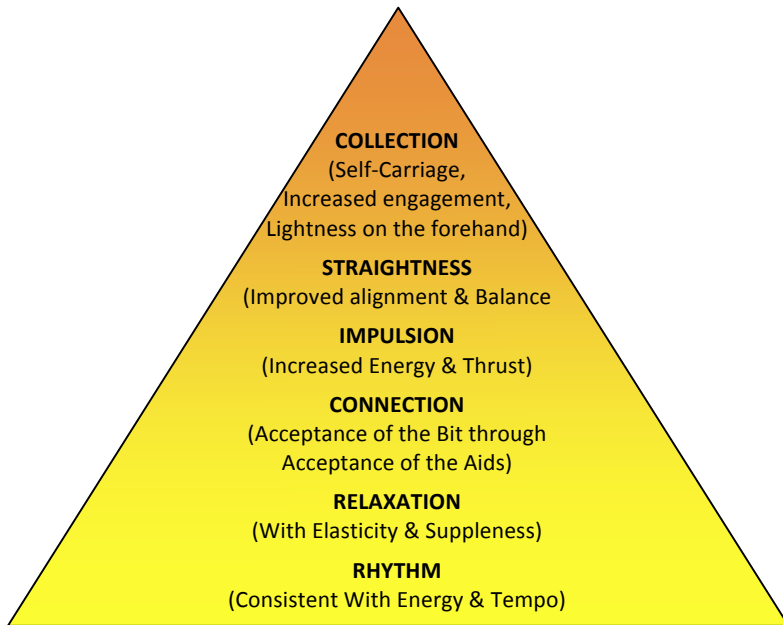 COLLECTION
(Self-Carriage,
Increased engagement,
Lightness on the forehand)
STRAIGHTNESS
(Improved alignment & Balance
IMPULSION
(Increased Energy & Thrust)
CONNECTION
(Acceptance of the Bit through
Acceptance of the Aids)
RELAXATION
(With Elasticity & Suppleness)
RHYTHM
(Consistent With Energy & Tempo)